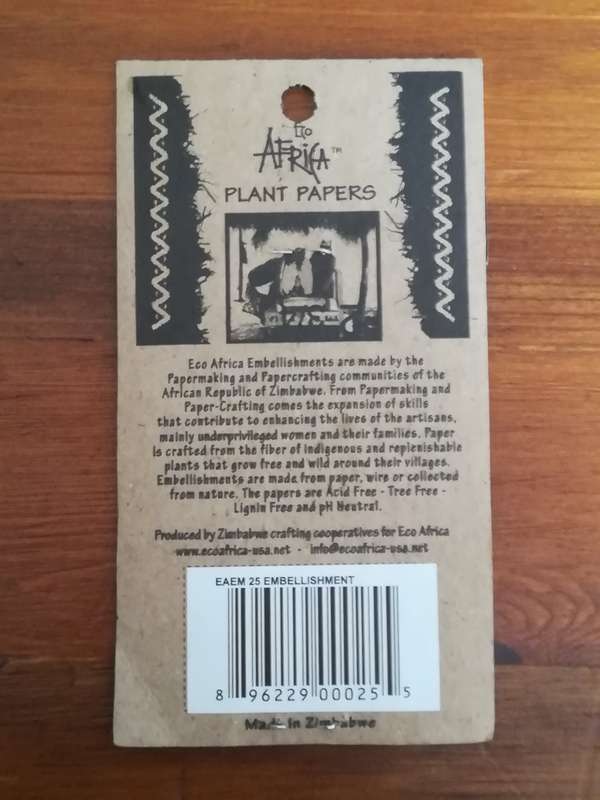 Eco
AFRICA™
PLANT PAPERS
Eco Africa Embellishments are made by the
Papermaking and Papercrafting communities of the
African Republic of Zimbabwe. From Papermaking and
Paper-Crafting comes the expansion of skills
that contribute to enhancing the lives of the artisans,
mainly underprivileged women and their families. Paper
is crafted from the fiber of indigenous and replenishable
plants that grow free and wild around their villages.
Embellishments are made from paper, wire or collected
from nature. The papers are Acid Free - Tree Free -
Lignin Free and pH Neutral.
Produced by Zimbabwe crafting cooperatives for Eco Africa
www.ecoafrica-usa.net - info@ecoafrica-usa.net
EAEM 25 EMBELLISHMENT
8 96229 00025 5
Made in Zimbabwe